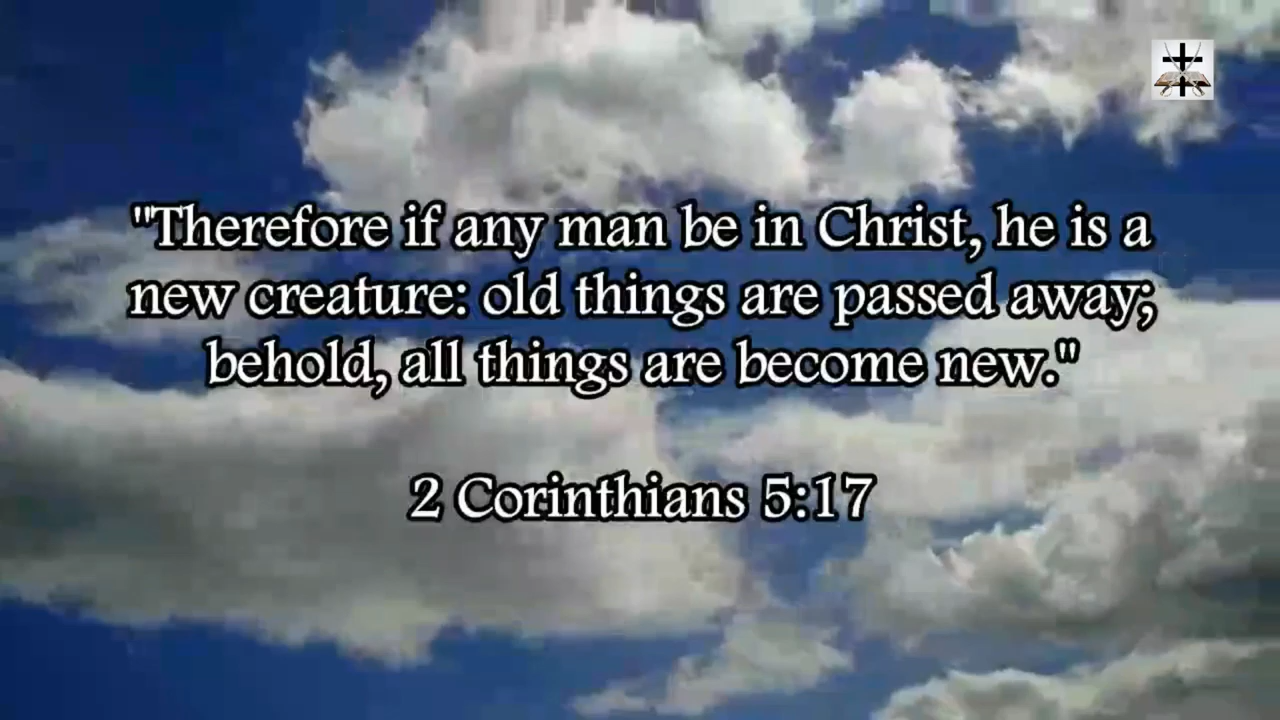 "Therefore if any man be in Christ, he is a
new creature: old things are passed away;
behold, all things are become new."
2 Corinthians 5:17